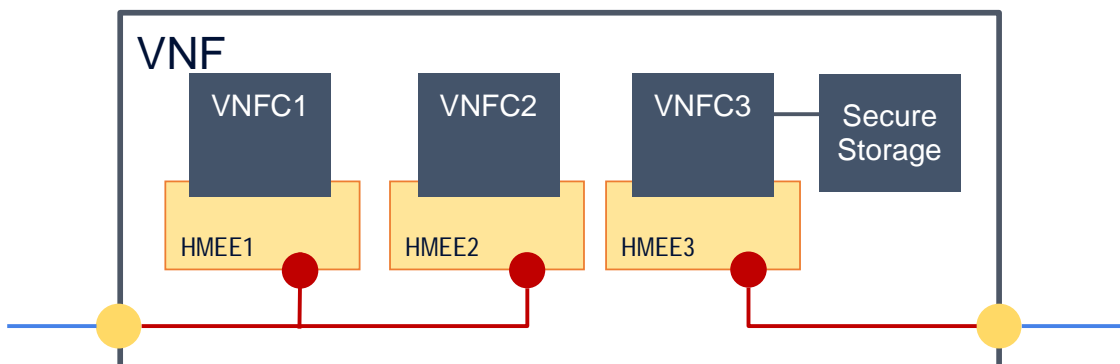 VNF
VNFC1
VNFC2
VNFC3
Secure
Storage
HMEE1
HMEE2
HMEE3